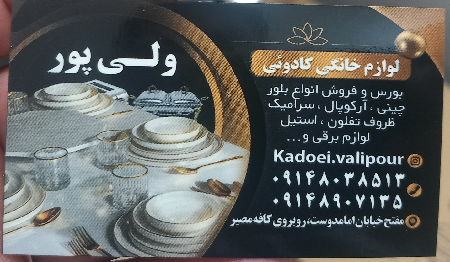 ولی پور
لوازم خانگی کادوئی
بورس و فروش انواع بلور
چینی ، آرکوپال ، سرامیک
ظروف تفلون ، استیل
لوازم برقی و...
Kadoei.valipour
۰۹۱۴۸۰۳۸۵۱۳
۰۹۱۴۸۹۰۷۱۳۵
مفتح خیابان امامدوست، روبروی کافه مصیر